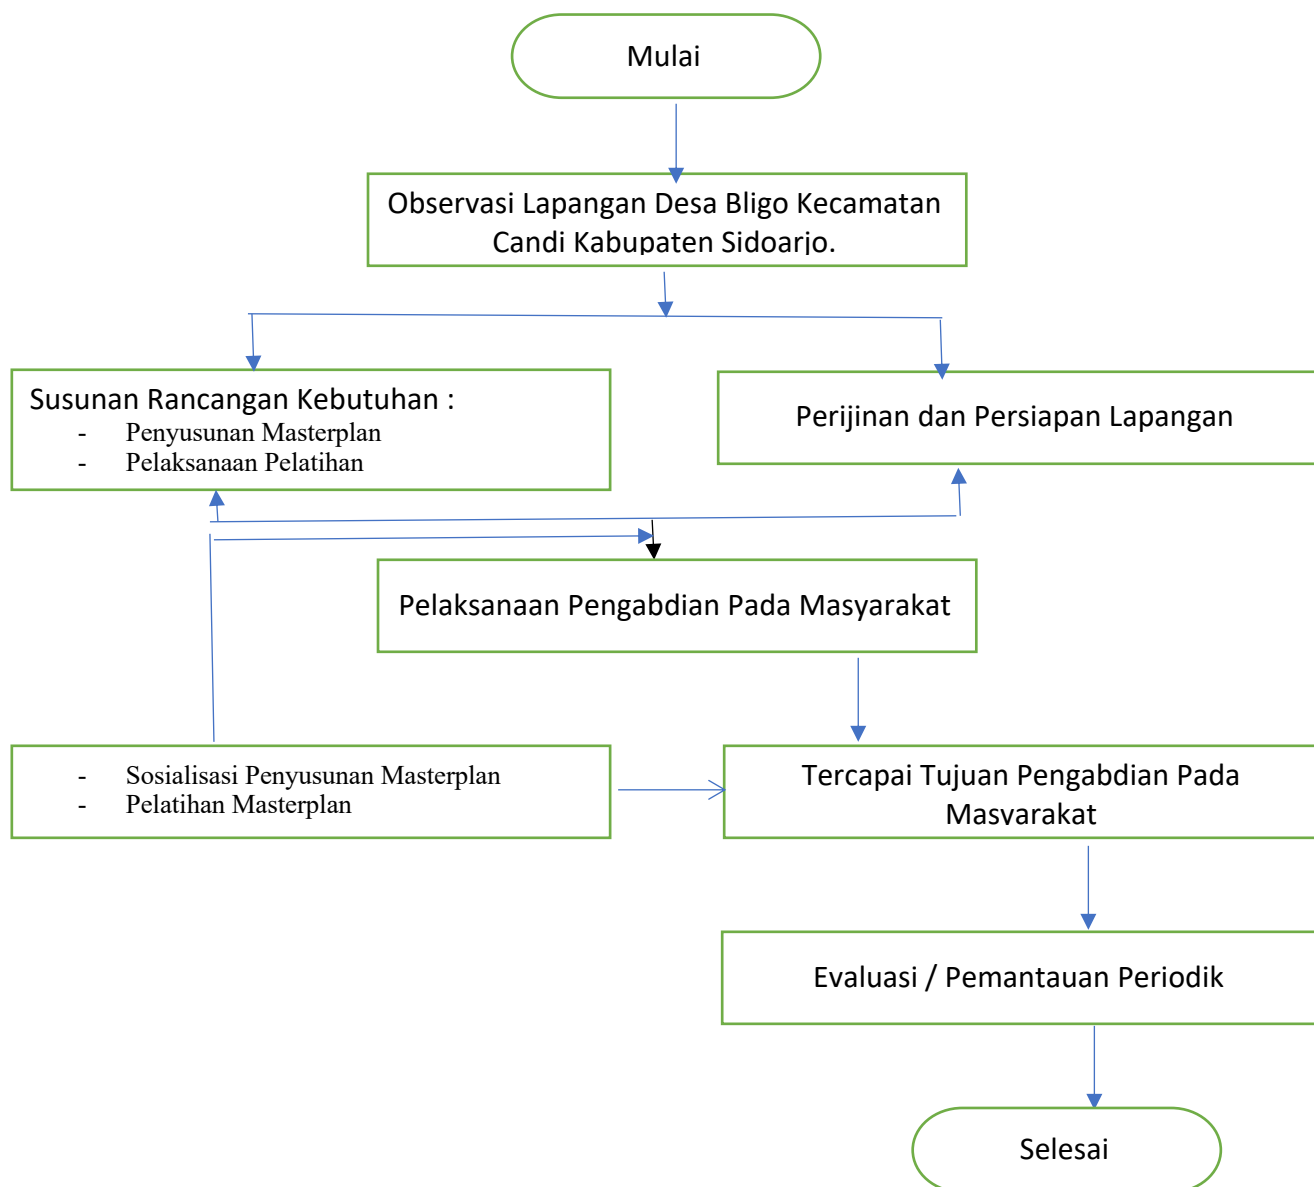 Mulai
Observasi Lapangan Desa Bligo Kecamatan
Candi Kabupaten Sidoarjo.
Susunan Rancangan Kebutuhan :
- Penyusunan Masterplan
- Pelaksanaan Pelatihan
Perijinan dan Persiapan Lapangan
Pelaksanaan Pengabdian Pada Masyarakat
- Sosialisasi Penyusunan Masterplan
- Pelatihan Masterplan
Tercapai Tujuan Pengabdian Pada
Masyarakat
Evaluasi / Pemantauan Periodik
Selesai